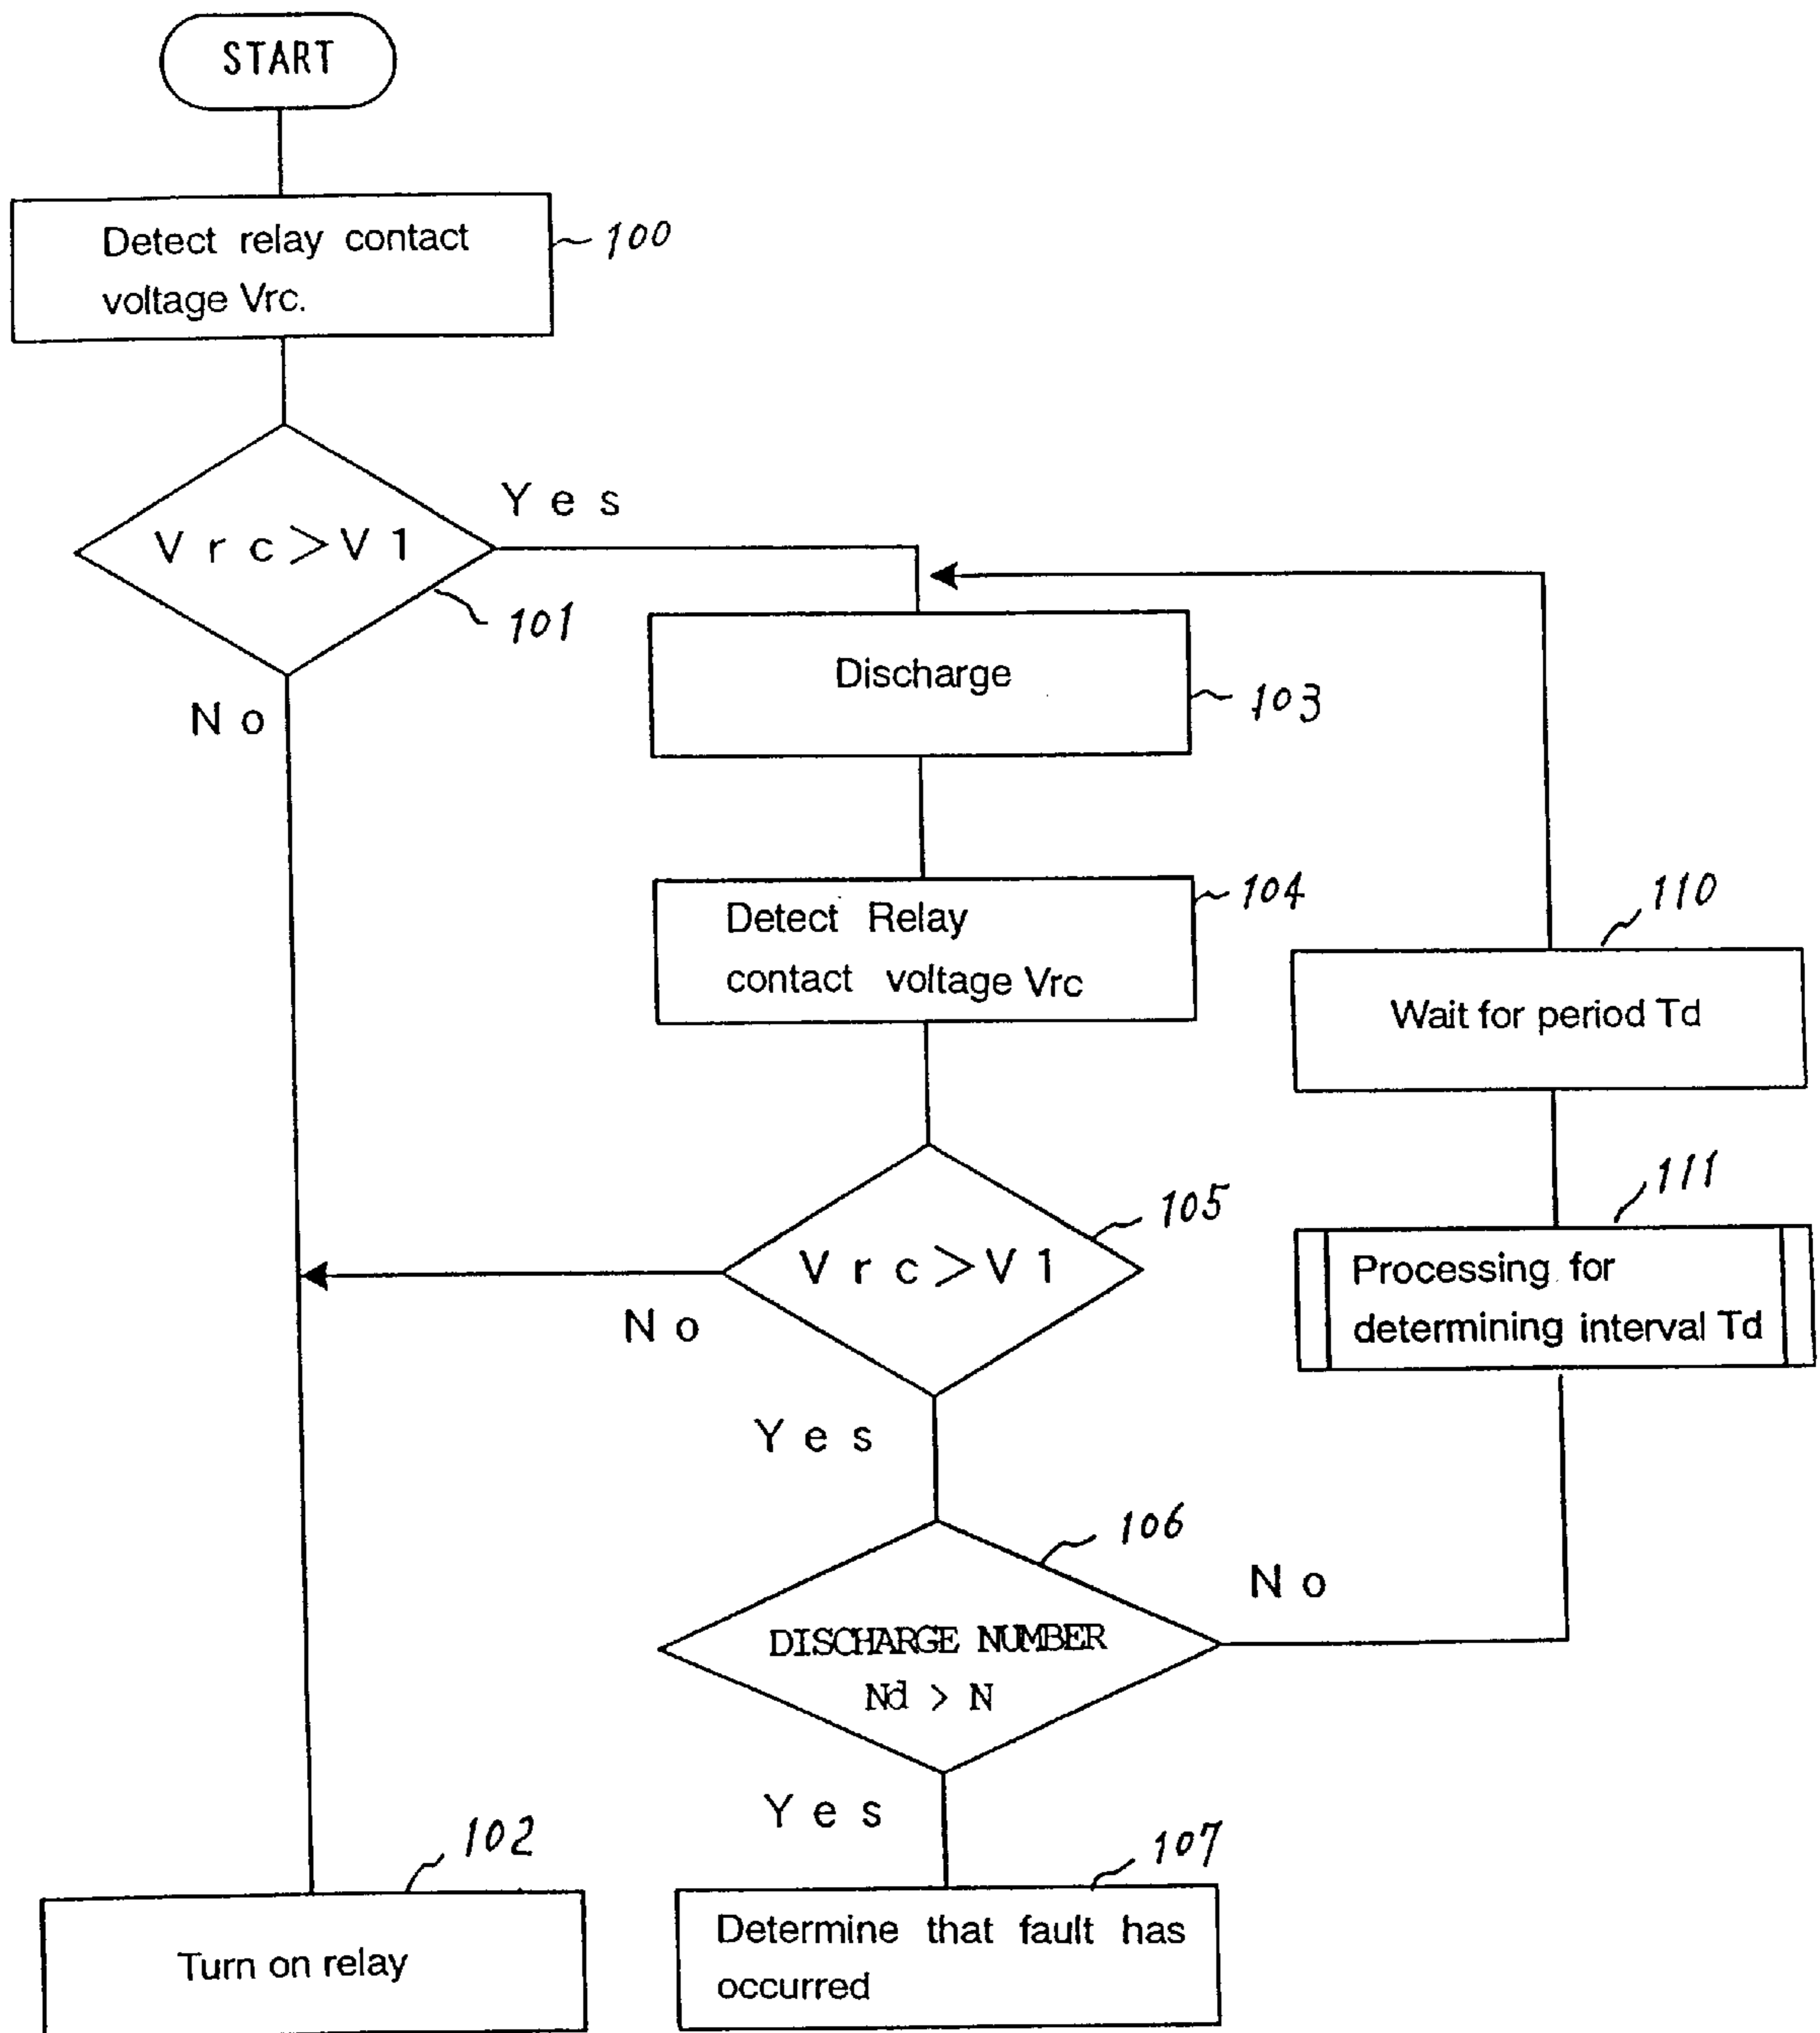 START
Detect relay contact
voltage Vrc.
100
Vrc>V1
Yes
101
No
Discharge
103
Detect Relay
contact voltage Vrc
104
110
Wait for period Td
111
Processing for
determining interval Td
105
Vrc>V1
No
Yes
106
No
DISCHARGE NUMBER
Nd > N
Yes
102
Turn on relay
107
Determine that fault has
occurred